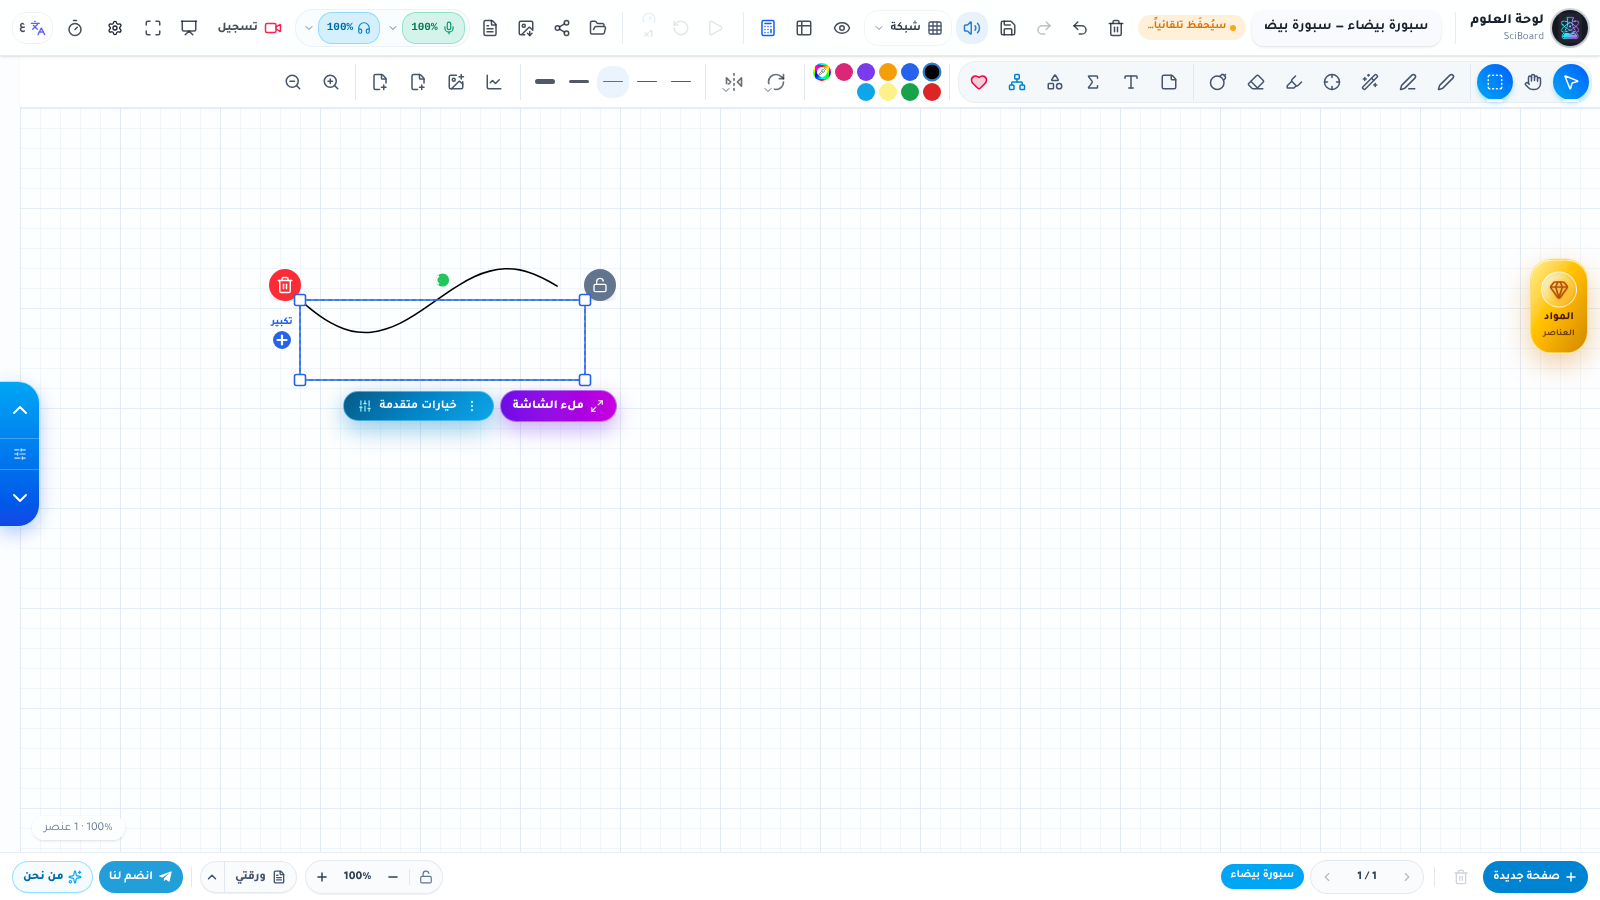 لوحة العلوم
SciBoard
سبورة بيضاء – سبورة بيض
سيُحفَظ تلقائياً...
شبكة
x1
100%
100%
تسجيل
ع
المواد
العناصر
تكبير
ملء الشاشة
خيارات متقدمة
100% · 1 عنصر
صفحة جديدة
1 / 1
سبورة بيضاء
100%
ورقتي
انضم لنا
من نحن